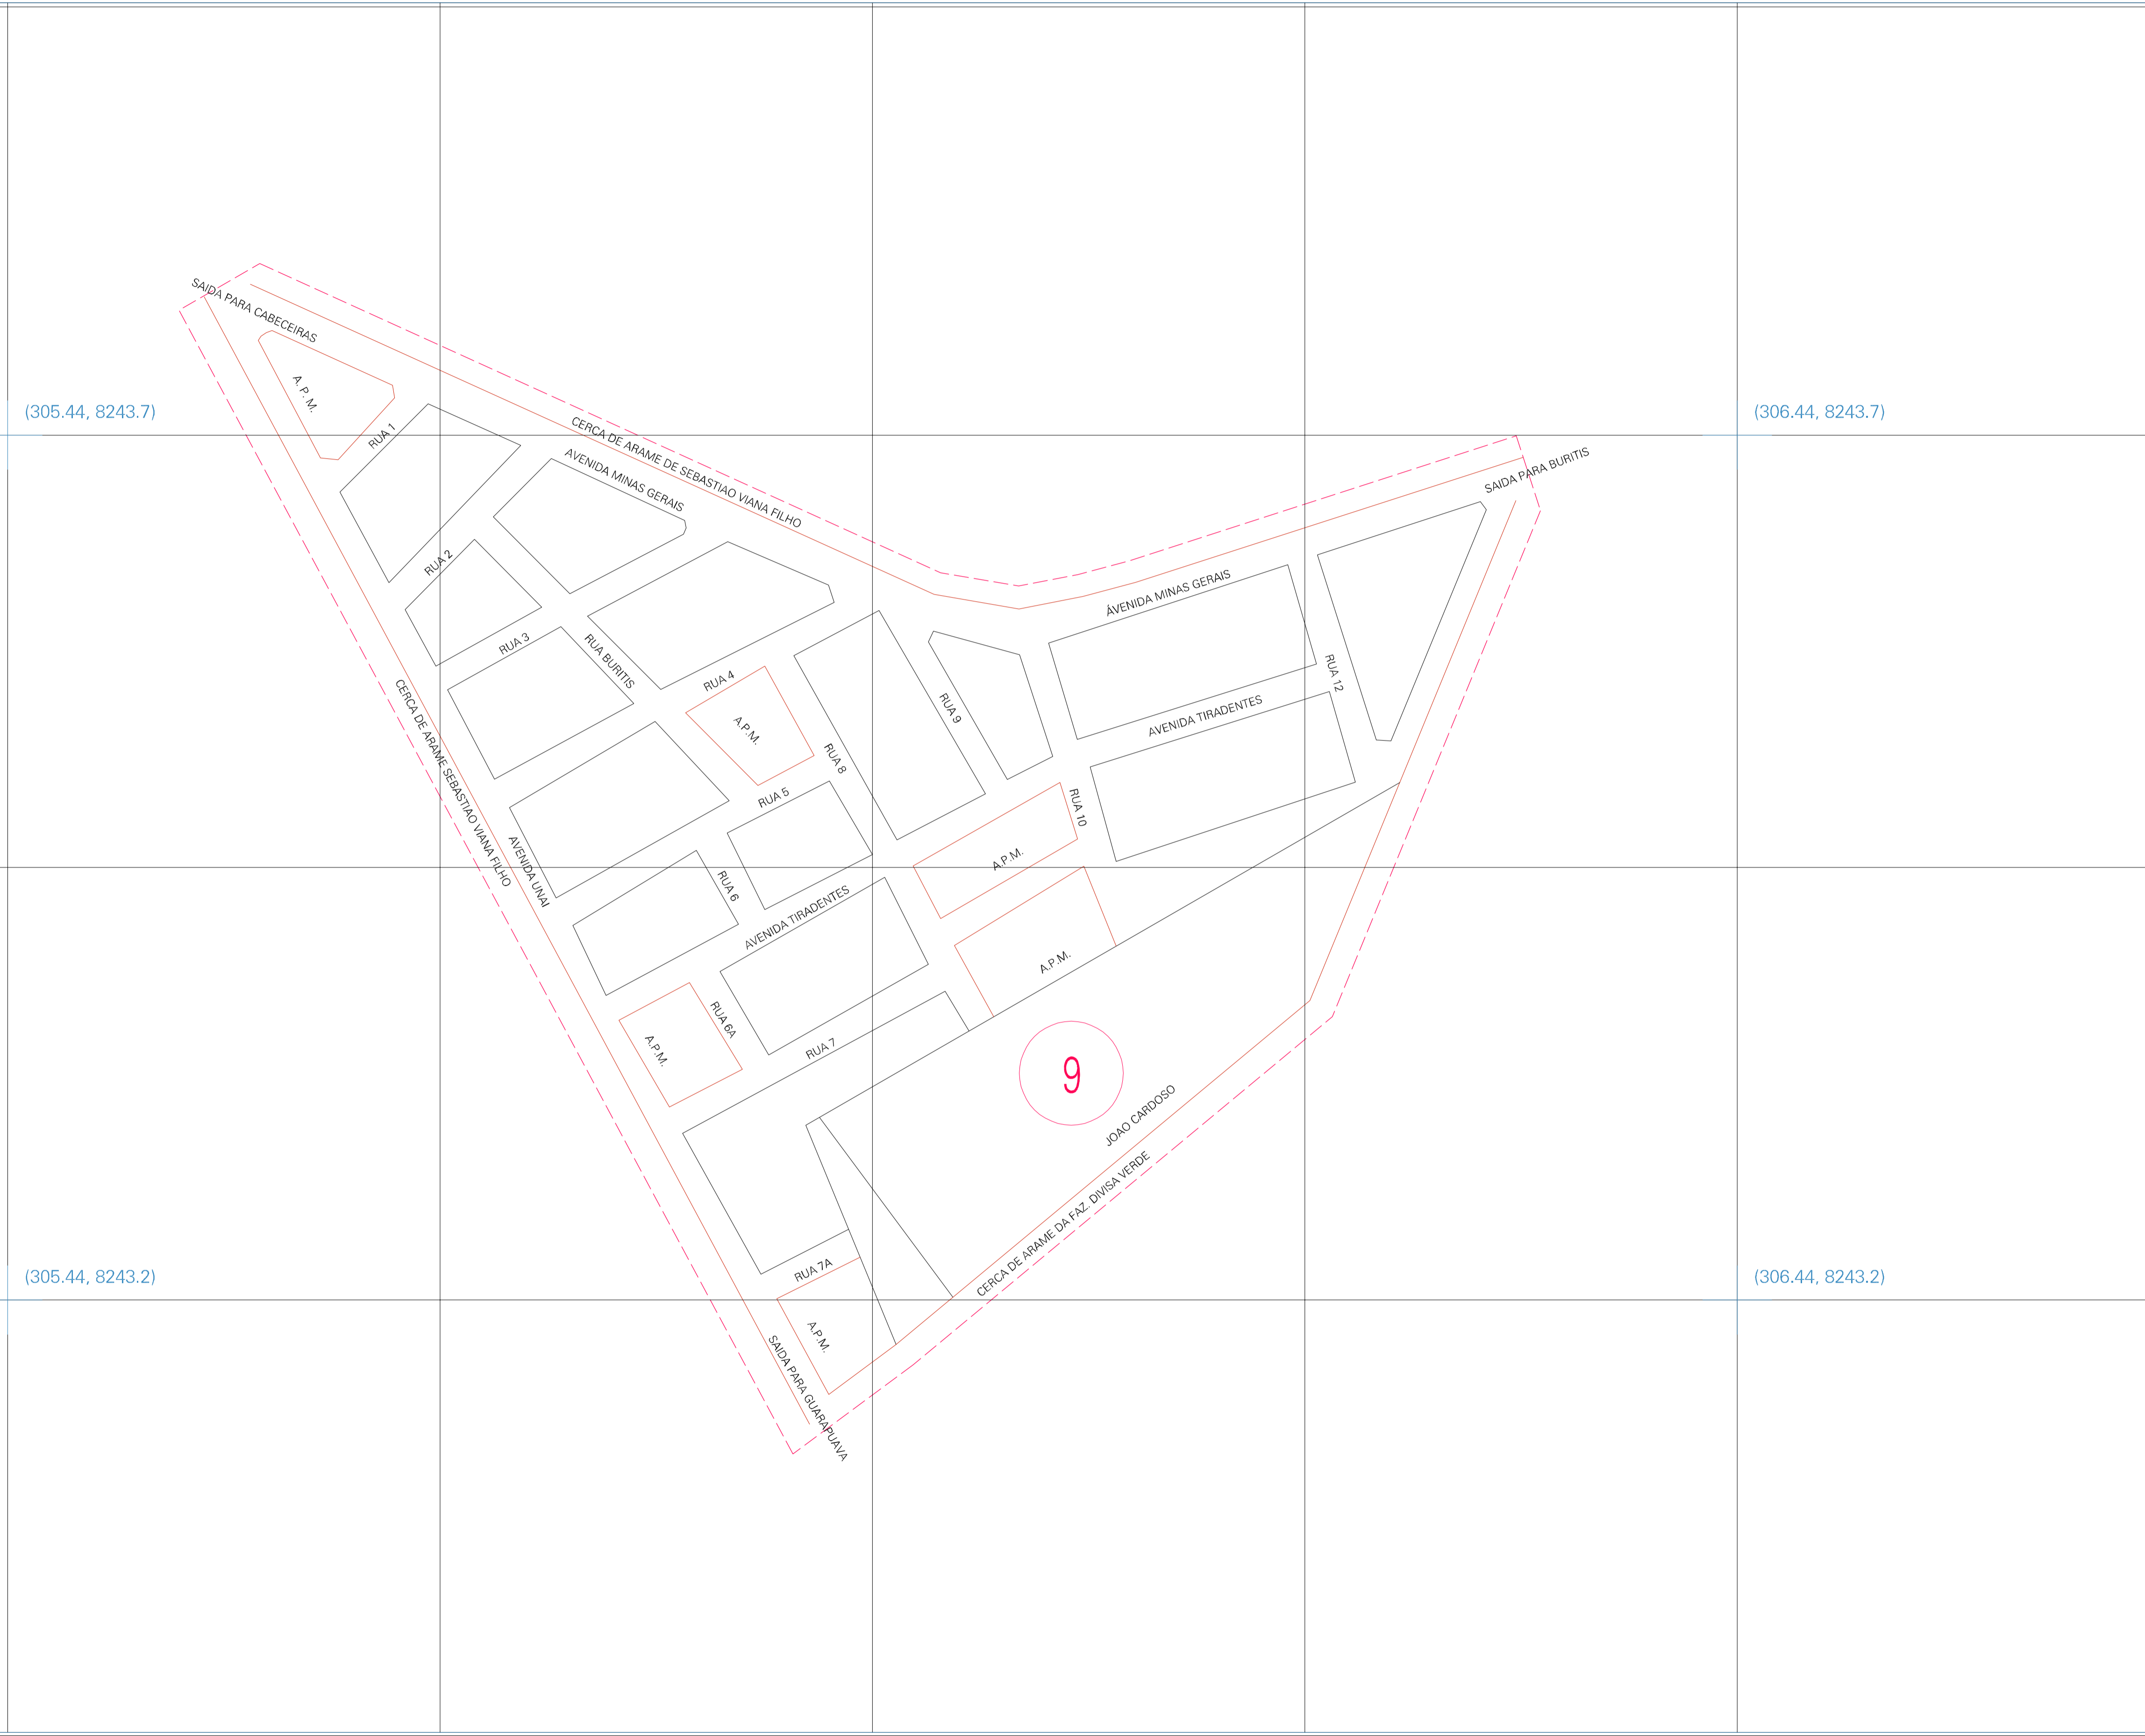 SAIDA PARA CABECEIRAS
A. P. M.
(305.44, 8243.7)
(306.44, 8243.7)
RUA 1
CERCA DE ARAME DE SEBASTIAO VIANA FILHO
AVENIDA MINAS GERAIS
SAIDA PARA BURITIS
RUA 2
ÁVENIDA MINAS GERAIS
RUA 3
RUA BURITIS
RUA 4
RUA 12
RUA 9
A.P.M.
AVENIDA TIRADENTES
RUA 8
CERCA DE ARAME SEBASTIAO VIANA FILHO
RUA 5
RUA 10
AVENIDA UNAI
A.P.M.
RUA 6
AVENIDA TIRADENTES
A.P.M.
RUA 6A
A.P.M.
RUA 7
9
JOAO CARDOSO
CERCA DE ARAME DA FAZ. DIVISA VERDE
RUA 7A
(305.44, 8243.2)
(306.44, 8243.2)
A.P.M.
SAIDA PARA GUARAPUAVA